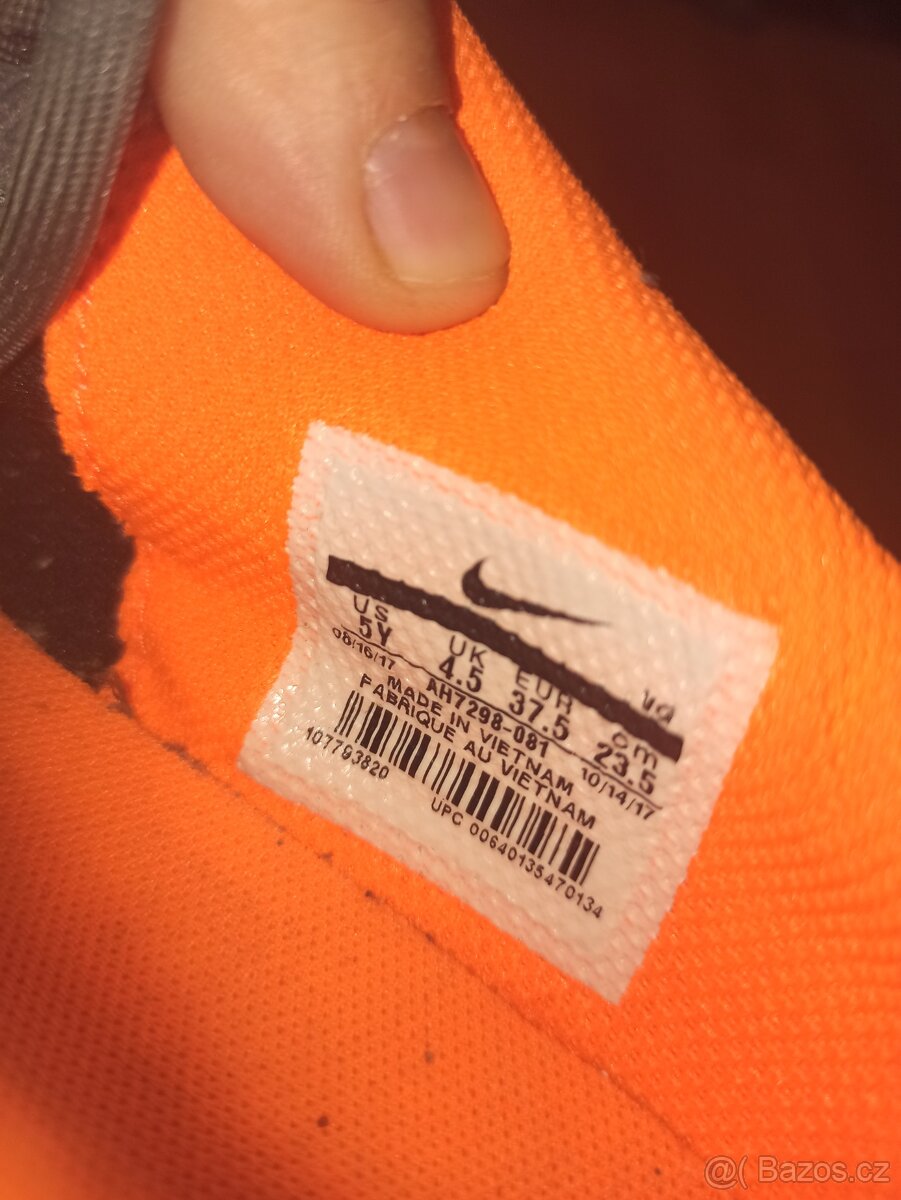 va
US UK EUR cm
5Y 4.5 37.5 23.5
08/16/17 AH7298-081 10/14/17
MADE IN VIETNAM
FABRIQUE AU VIETNAM
107793820
UPC 00640135470134
@( Bazos.cz